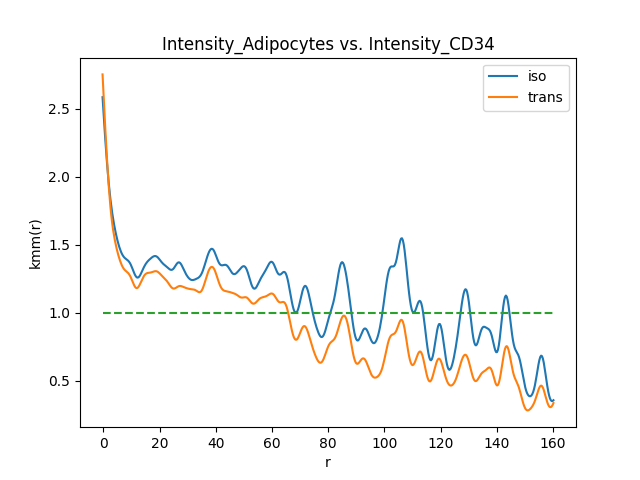 Intensity_Adipocytes vs. Intensity_CD34
iso
trans
kmm(r)
2.5
2.0
1.5
1.0
0.5
0 20 40 60 80 100 120 140 160
r